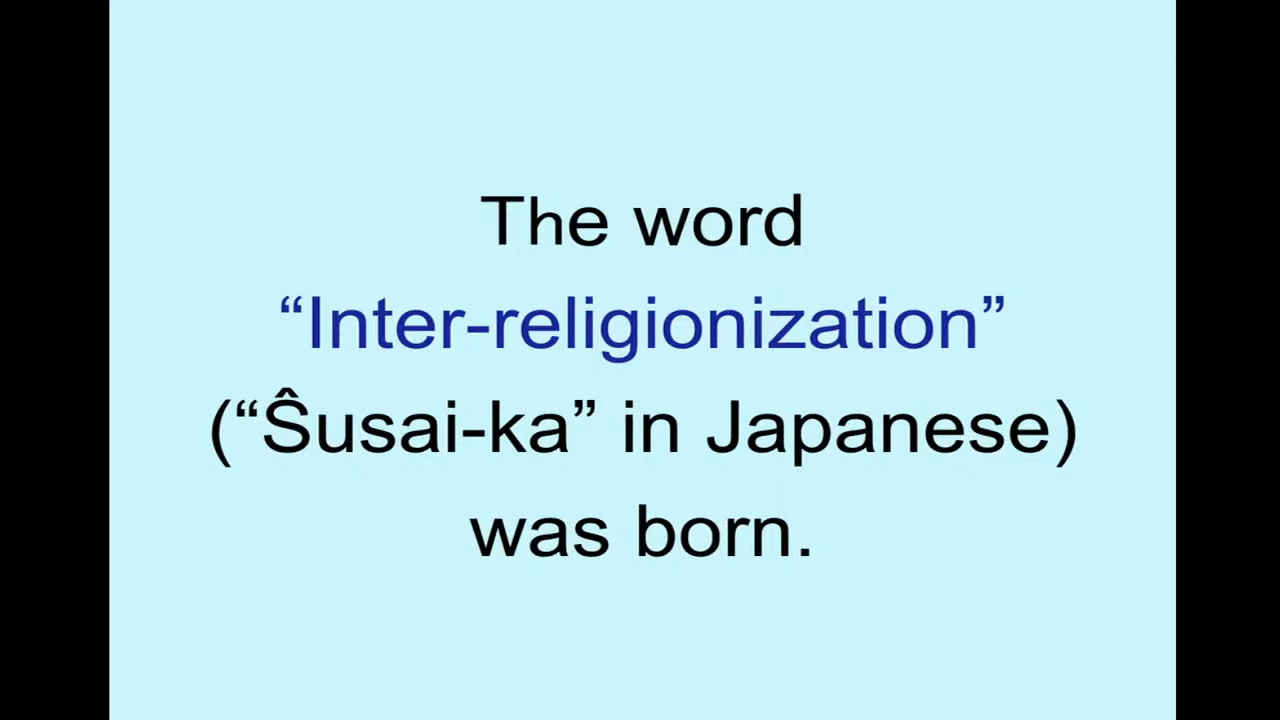 The word
“Inter-religionization”
(“Ŝusai-ka” in Japanese)
was born.